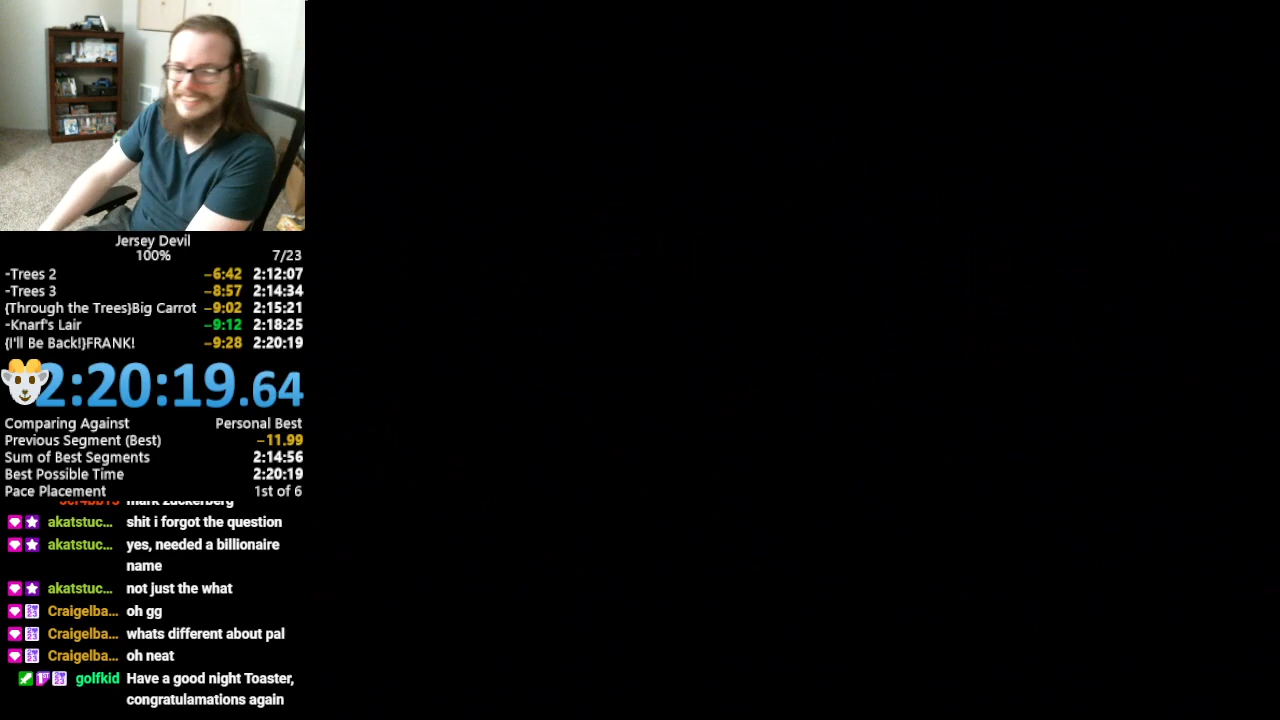 Jersey Devil
100% 7/23
-Trees 2 −6:42 2:12:07
-Trees 3 −8:57 2:14:34
{Through the Trees}Big Carrot −9:02 2:15:21
-Knarf's Lair −9:12 2:18:25
{I'll Be Back!}FRANK! −9:28 2:20:19
2:20:19.64
Comparing Against Personal Best
Previous Segment (Best) −11.99
Sum of Best Segments 2:14:56
Best Possible Time 2:20:19
Pace Placement 1st of 6
mark zuckerberg
akatstuc... shit i forgot the question
akatstuc... yes, needed a billionaire
name
akatstuc... not just the what
Craigelba... oh gg
Craigelba... whats different about pal
Craigelba... oh neat
golfkid Have a good night Toaster,
congratulamations again